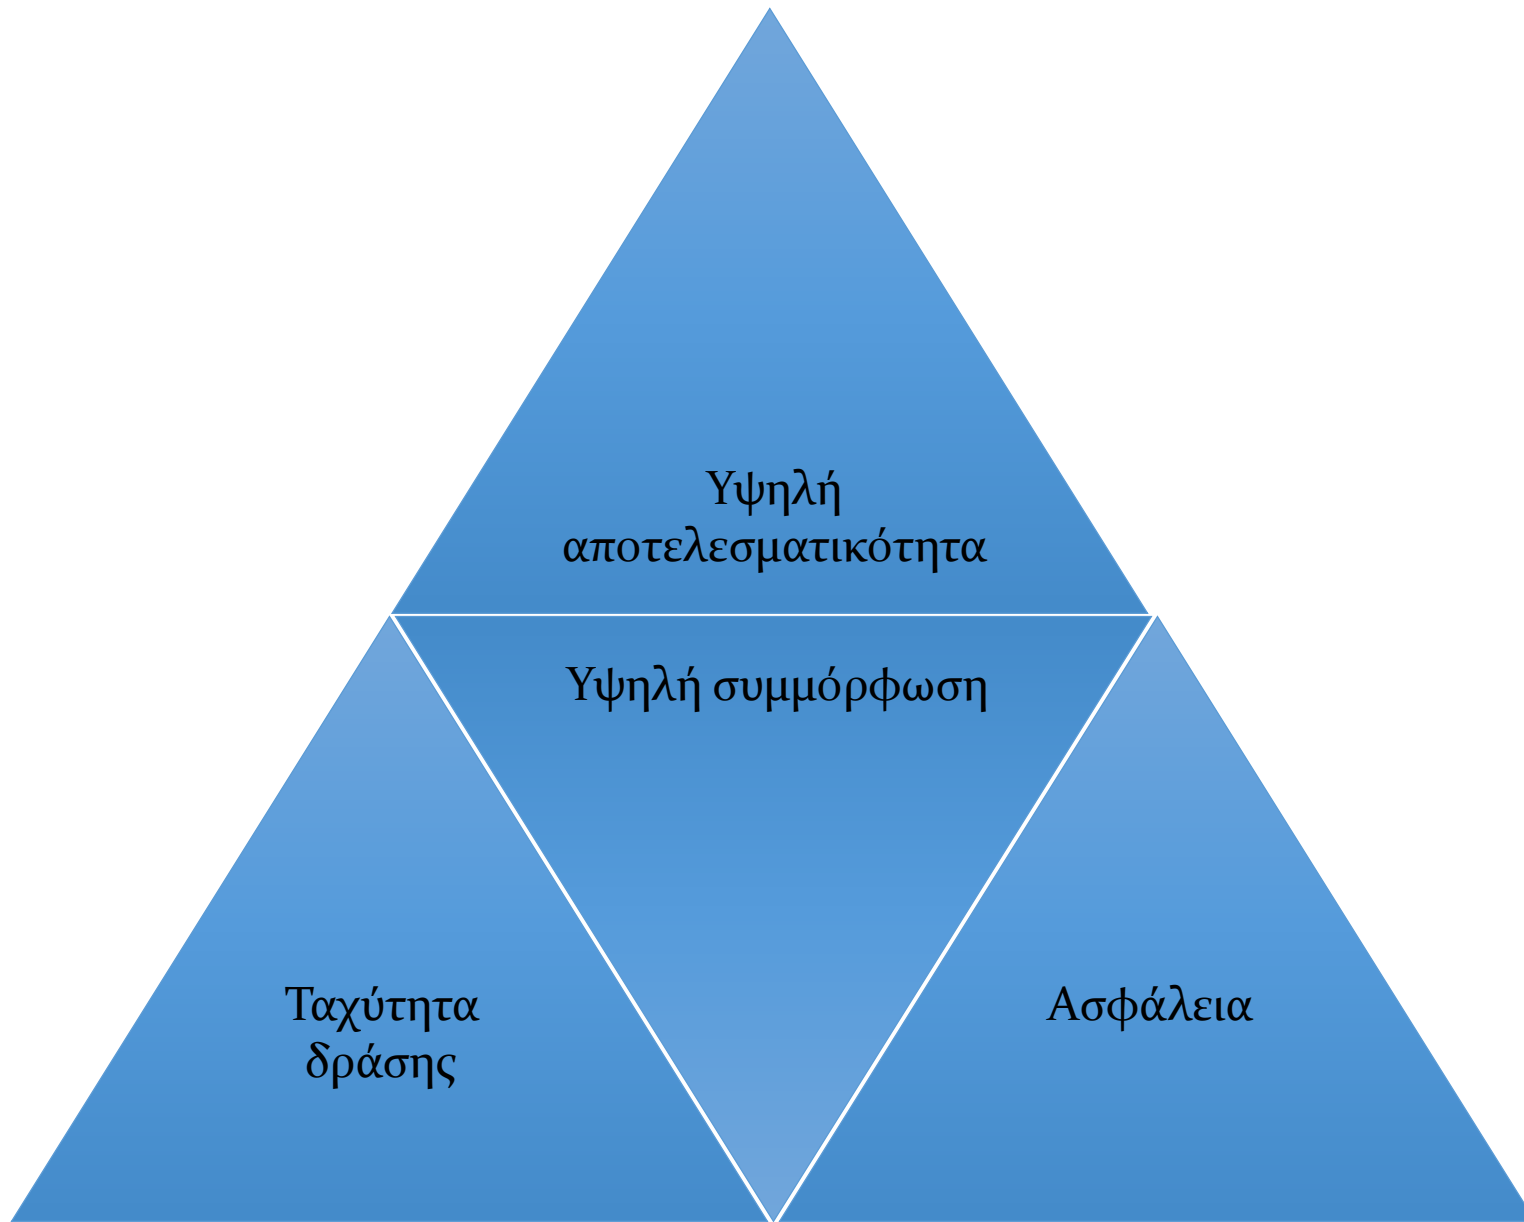 Υψηλή
αποτελεσματικότητα
Υψηλή συμμόρφωση
Ταχύτητα
δράσης
Ασφάλεια